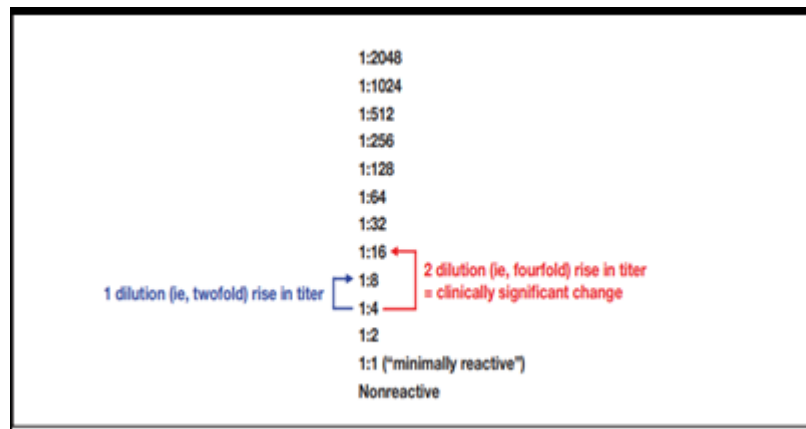 1:2048
1:1024
1:512
1:256
1:128
1:64
1:32
1:16
2 dilution (ie, fourfold) rise in titer
= clinically significant change
1:8
1 dilution (ie, twofold) rise in titer
1:4
1:2
1:1 (“minimally reactive”)
Nonreactive